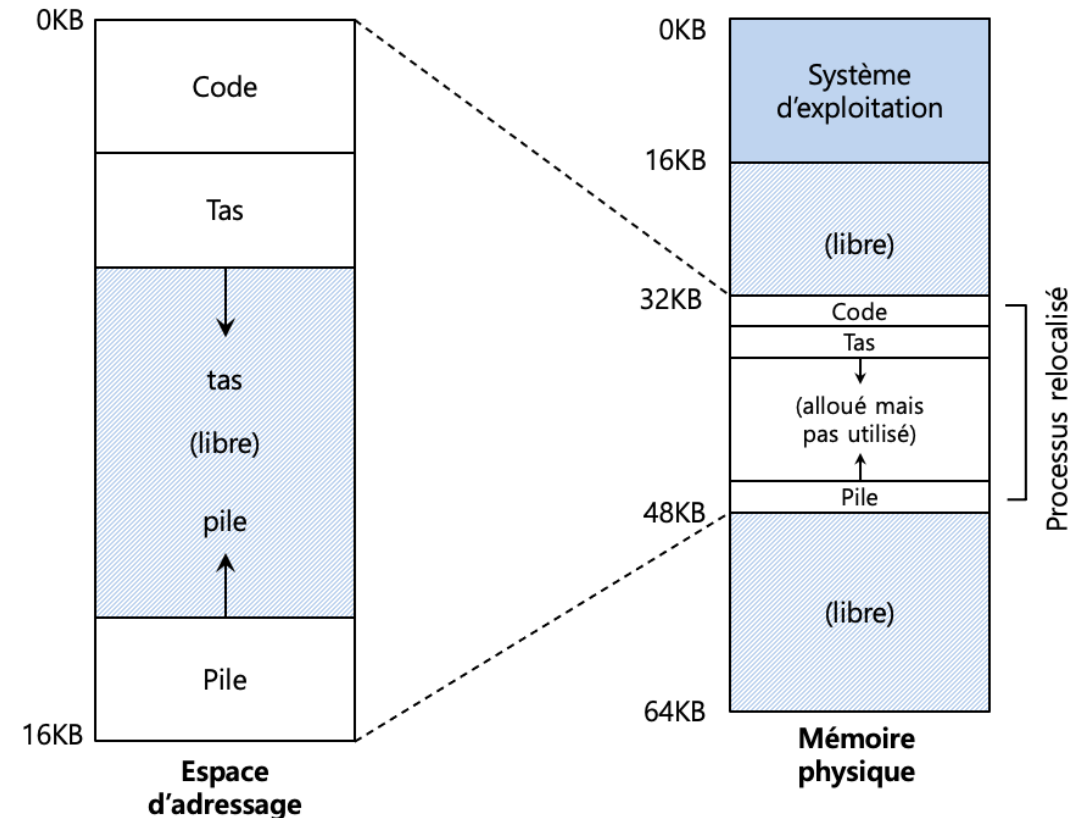 0KB
Code
Tas
tas
(libre)
pile
Pile
16KB
Espace
d'adressage
0KB
Système
d'exploitation
16KB
(libre)
32KB
Code
Tas
(alloué mais
pas utilisé)
Pile
48KB
(libre)
64KB
Mémoire
physique
Processus relocalisé